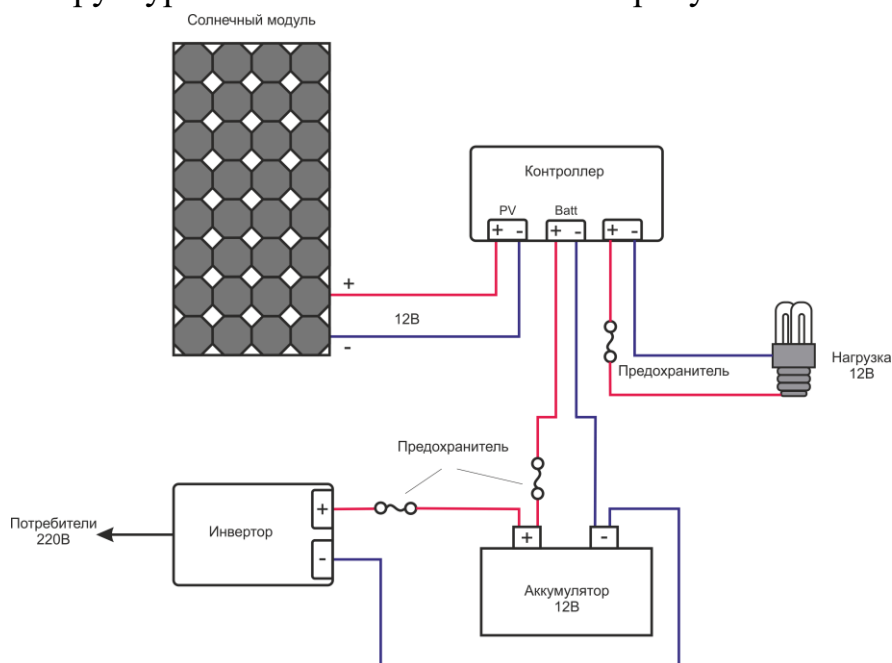 Солнечный модуль
Контроллер
PV Batt
+ - + - + -
+
12В
-
Предохранитель
Нагрузка
12В
Предохранитель
Потребители
220В
Инвертор
+
-
+ -
Аккумулятор
12В